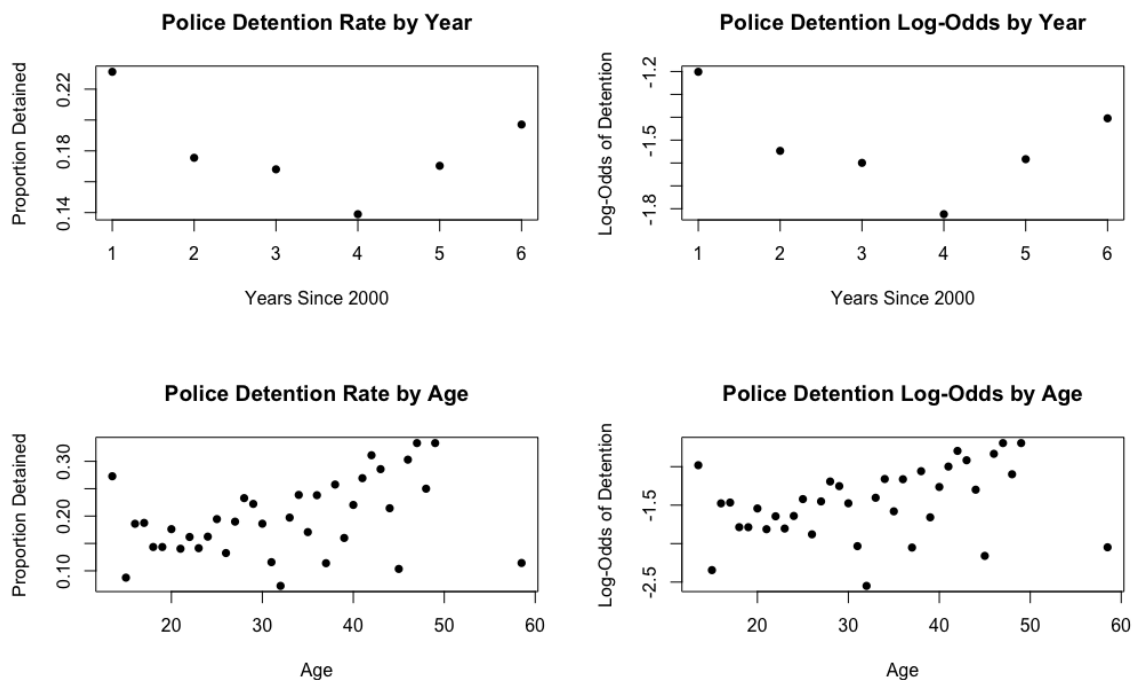 Police Detention Rate by Year
Proportion Detained
0.14 0.18 0.22
1 2 3 4 5 6
Years Since 2000
Police Detention Log-Odds by Year
Log-Odds of Detention
-1.8 -1.5 -1.2
1 2 3 4 5 6
Years Since 2000
Police Detention Rate by Age
Proportion Detained
0.10 0.20 0.30
20 30 40 50 60
Age
Police Detention Log-Odds by Age
Log-Odds of Detention
-2.5 -1.5
20 30 40 50 60
Age